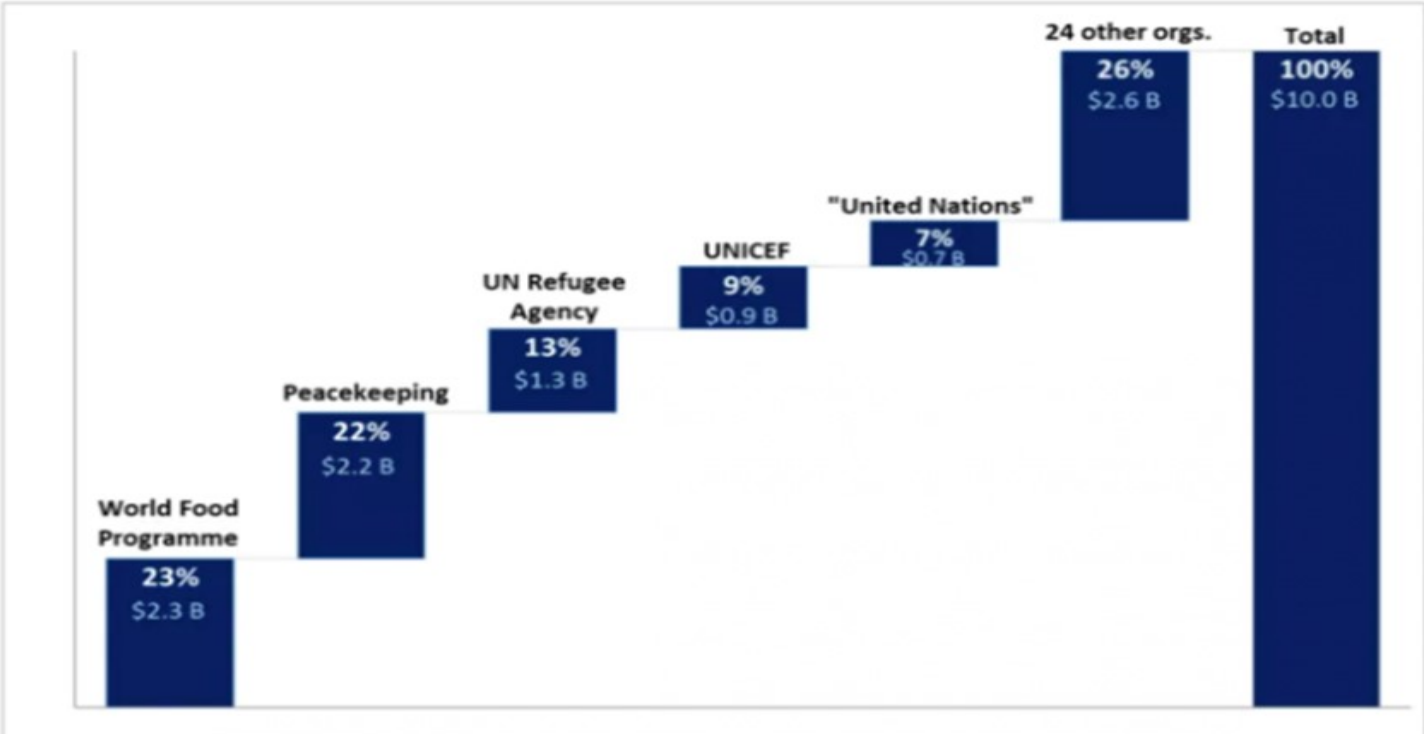 24 other orgs.
26%
$2.6 B
Total
100%
$10.0 B
"United Nations"
7%
$0.7 B
UNICEF
9%
$0.9 B
UN Refugee
Agency
13%
$1.3 B
Peacekeeping
22%
$2.2 B
World Food
Programme
23%
$2.3 B